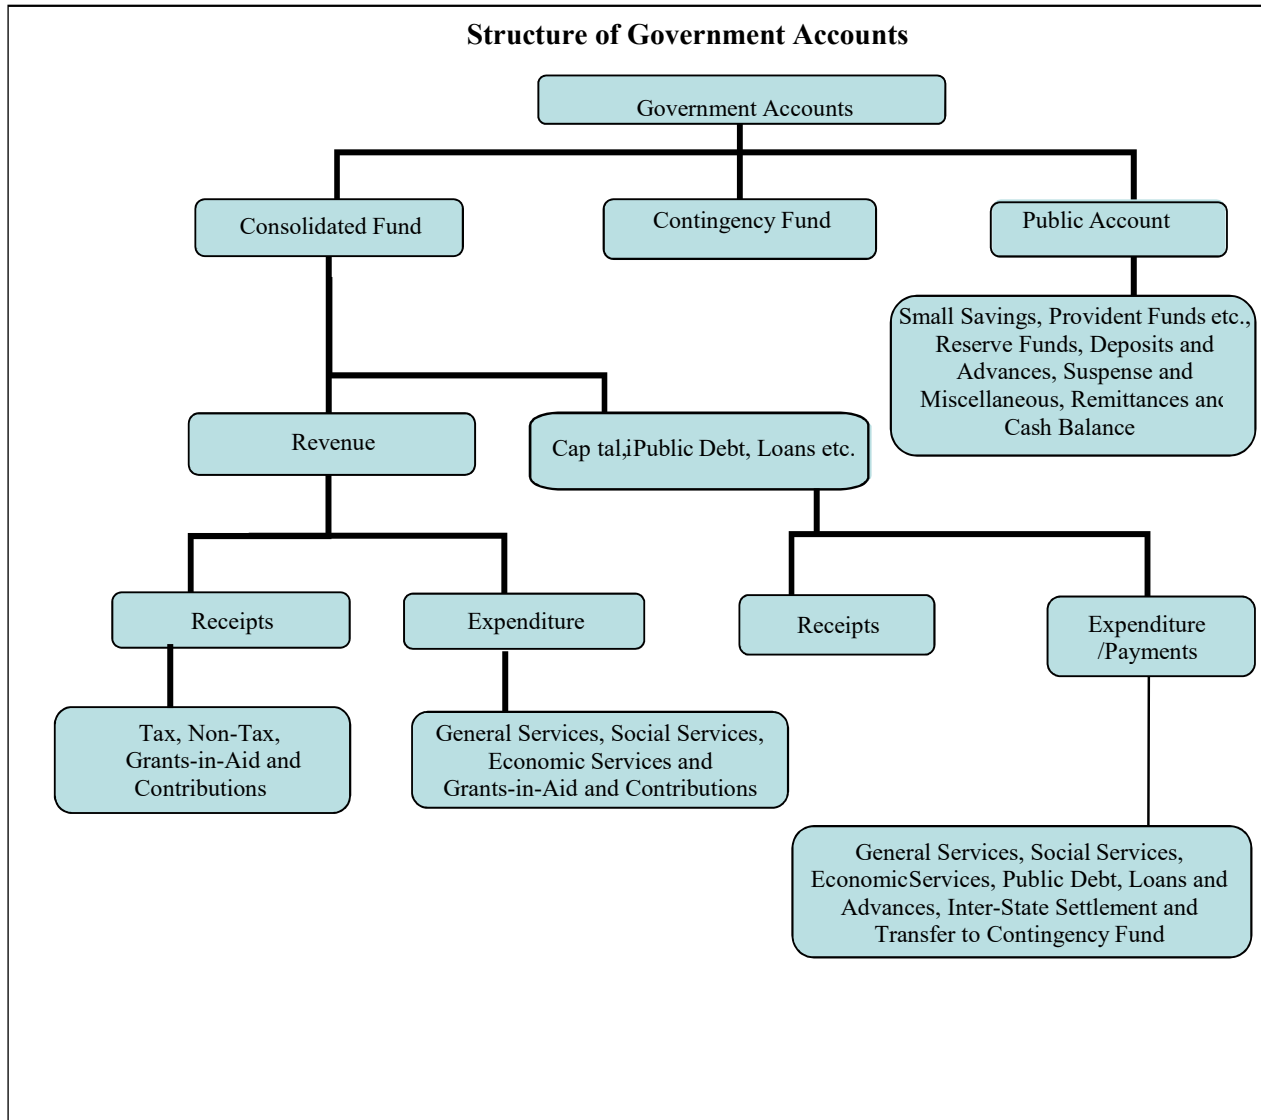 Structure of Government Accounts
Government Accounts
Consolidated Fund
Contingency Fund
Public Account
Small Savings, Provident Funds etc.,
Reserve Funds, Deposits and
Advances, Suspense and
Miscellaneous, Remittances and
Cash Balance
Revenue
Cap tal,iPublic Debt, Loans etc.
Receipts
Expenditure
Receipts
Expenditure
/Payments
Tax, Non-Tax,
Grants-in-Aid and
Contributions
General Services, Social Services,
Economic Services and
Grants-in-Aid and Contributions
General Services, Social Services,
EconomicServices, Public Debt, Loans and
Advances, Inter-State Settlement and
Transfer to Contingency Fund